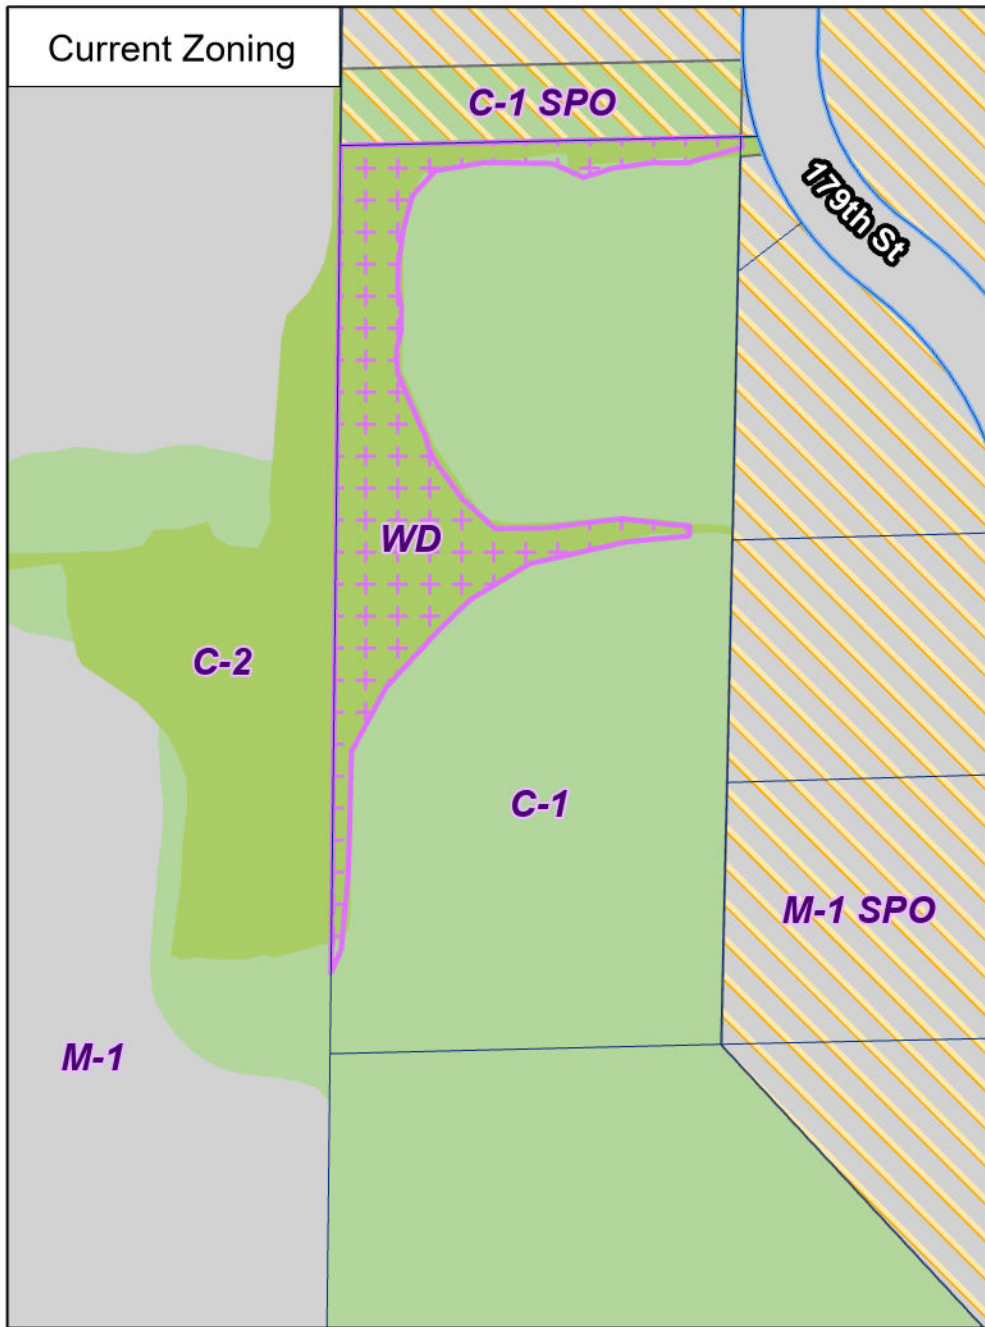 Current Zoning
C-1 SPO
179th St
WD
C-2
C-1
M-1 SPO
M-1